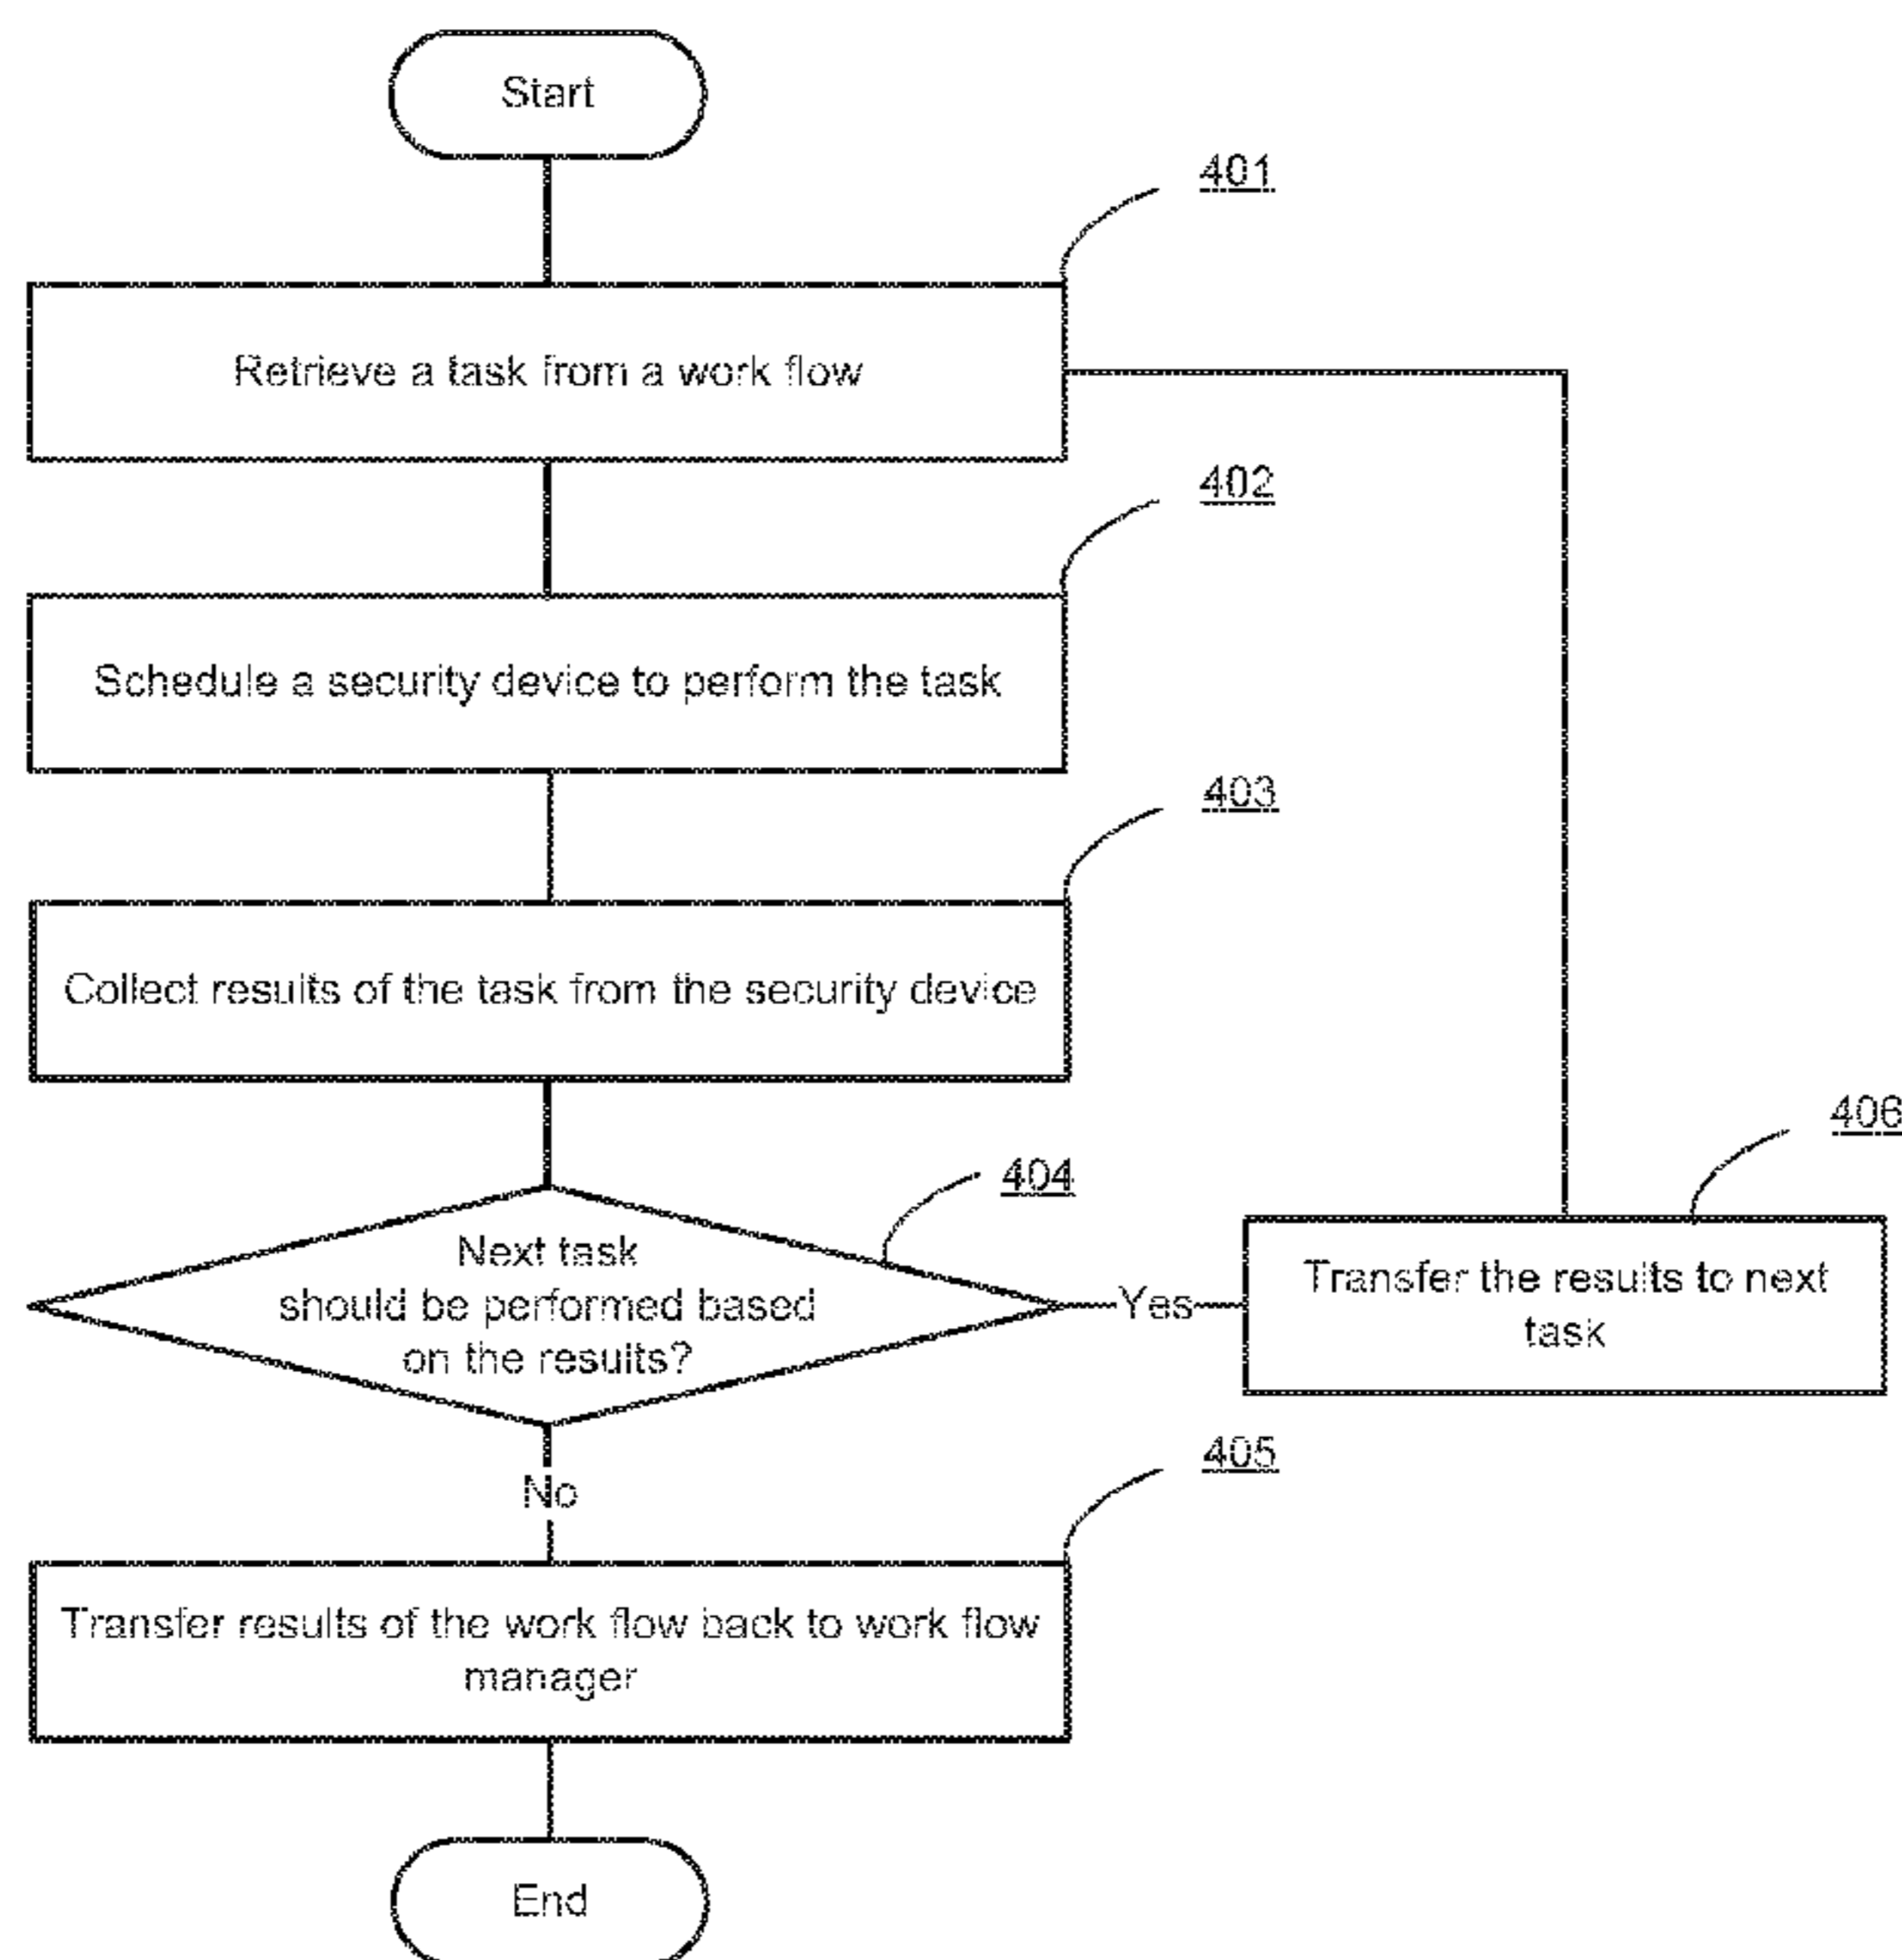 Start
401
Retrieve a task from a work flow
402
Schedule a security device to perform the task
403
Collect results of the task from the security device
404
Next task
should be performed based
on the results?
Yes
406
Transfer the results to next
task
No
405
Transfer results of the work flow back to work flow
manager
End